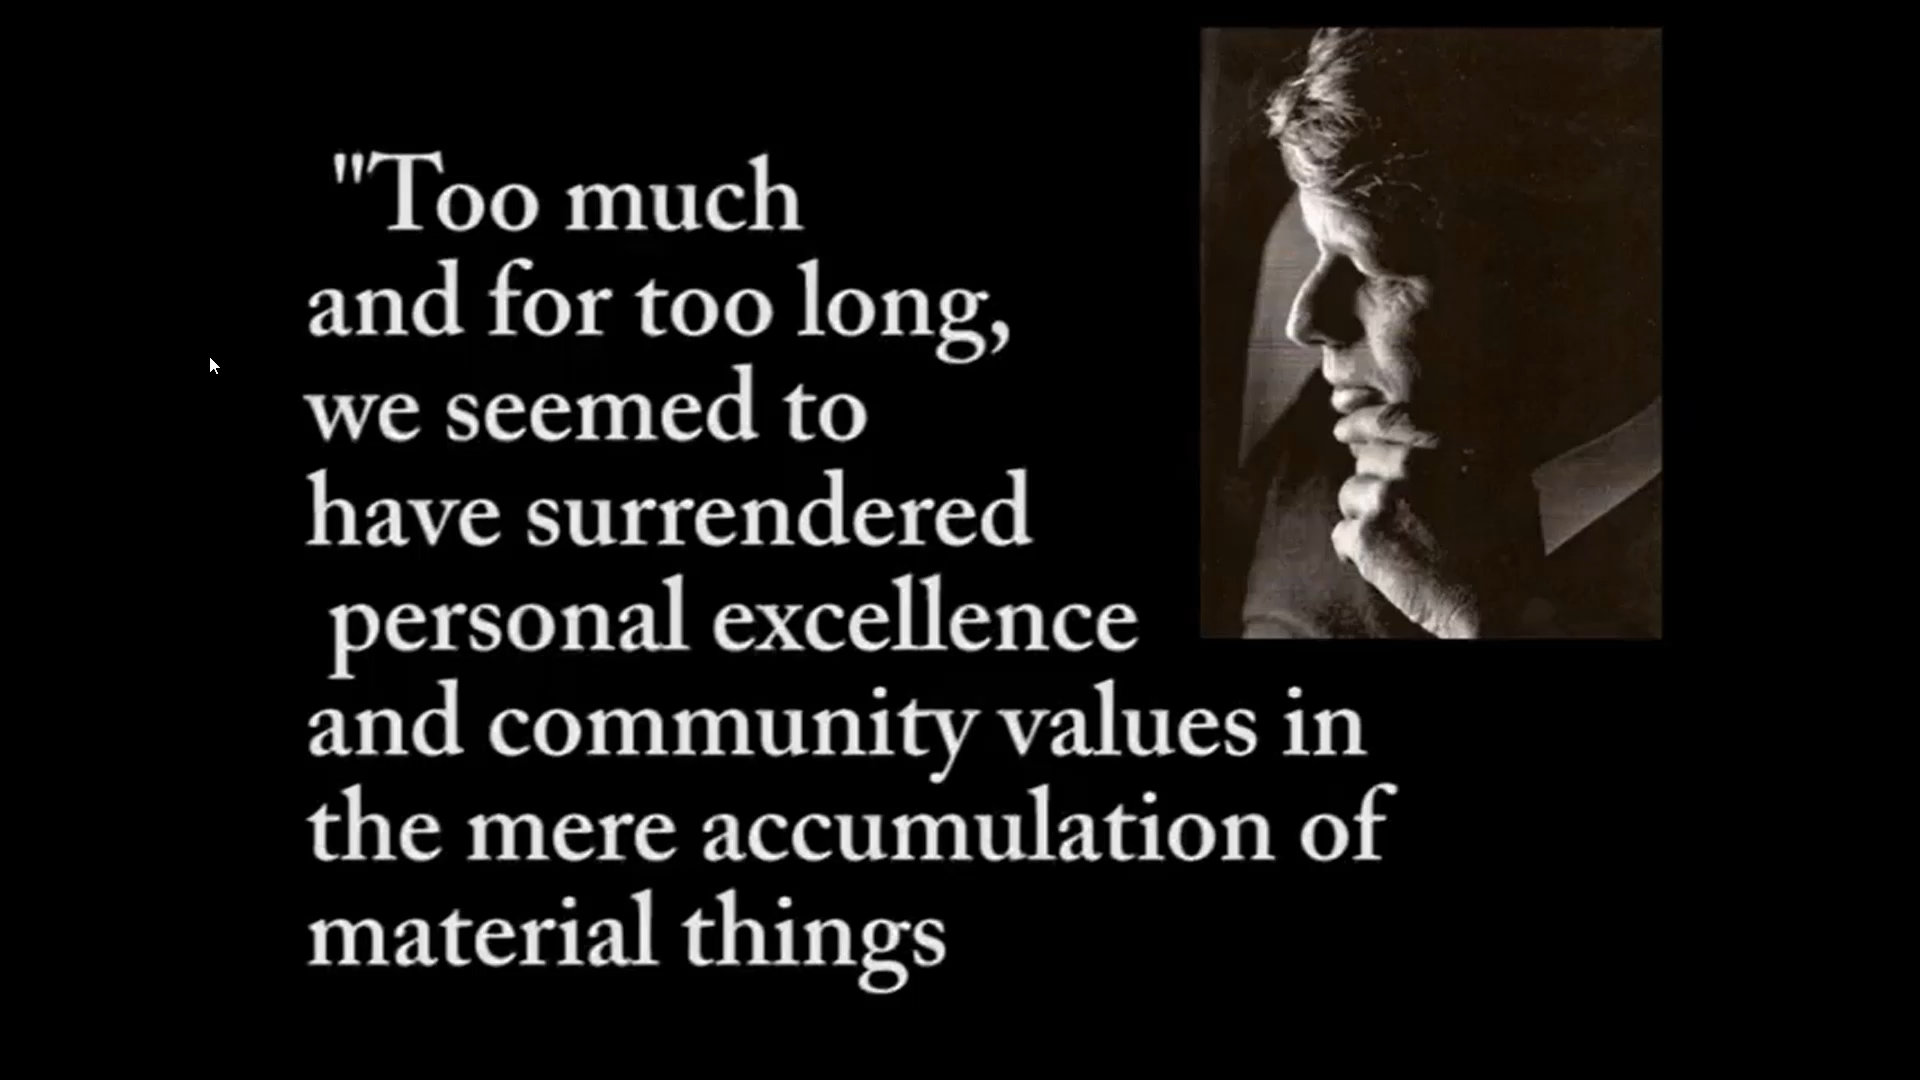 "Too much
and for too long,
we seemed to
have surrendered
personal excellence
and community values in
the mere accumulation of
material things